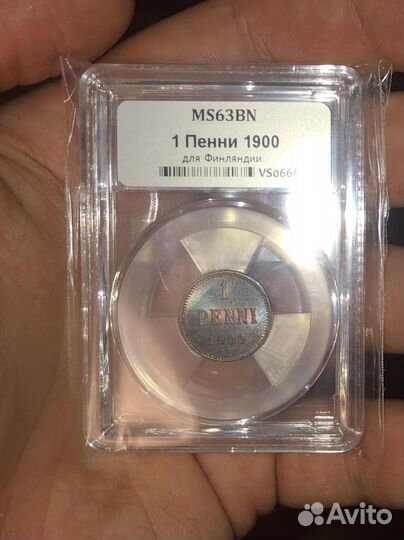 MS63BN
1 Пенни 1900
для Финляндии
VSo666
1
PENNI
1900
Avito